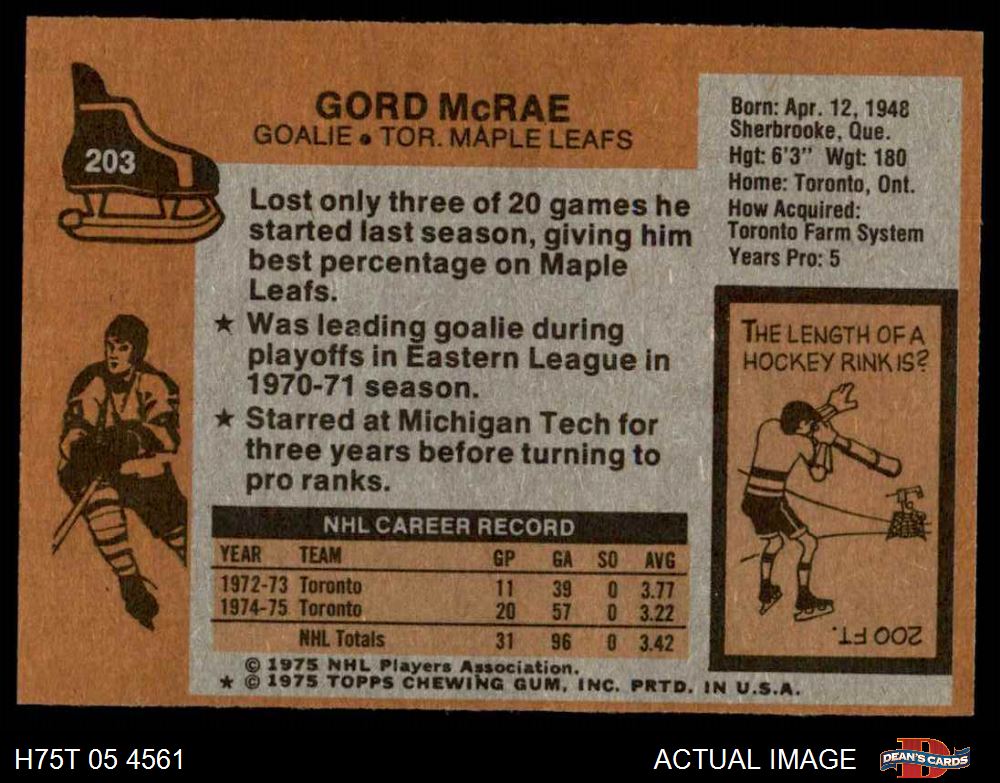 203
GORD McRAE
GOALIE • TOR. MAPLE LEAFS
Born: Apr. 12, 1948
Sherbrooke, Que.
Hgt: 6'3" Wgt: 180
Home: Toronto, Ont.
How Acquired:
Toronto Farm System
Years Pro: 5
Lost only three of 20 games he
started last season, giving him
best percentage on Maple
Leafs.
★ Was leading goalie during
playoffs in Eastern League in
1970-71 season.
★ Starred at Michigan Tech for
three years before turning to
pro ranks.
THE LENGTH OF A
HOCKEY RINK IS?
200 FT.
NHL CAREER RECORD
YEAR TEAM GP GA SO AVG
1972-73 Toronto 11 39 0 3.77
1974-75 Toronto 20 57 0 3.22
NHL Totals 31 96 0 3.42
© 1975 NHL Players Association.
★ © 1975 TOPPS CHEWING GUM, INC. PRTD. IN U.S.A.
H75T 05 4561
ACTUAL IMAGE
D
DEAN'S CARDS